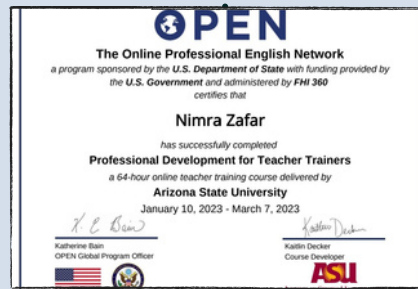 OPEN
The Online Professional English Network
a program sponsored by the U.S. Department of State with funding provided by
the U.S. Government and administered by FHI 360
certifies that
Nimra Zafar
has successfully completed
Professional Development for Teacher Trainers
a 64-hour online teacher training course delivered by
Arizona State University
January 10, 2023 - March 7, 2023
K. E. Bain Kaitlin Decker
Katherine Bain Kaitlin Decker
OPEN Global Program Officer Course Developer
ASU